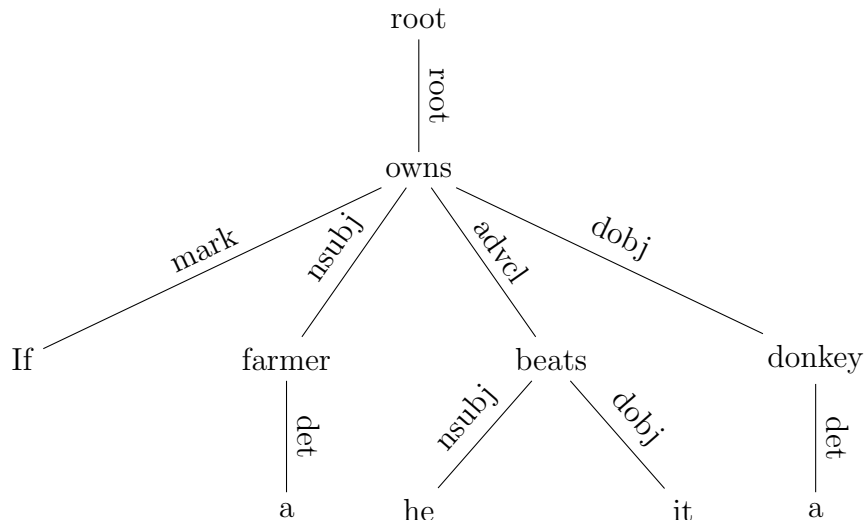 root
root
owns
mark
nsubj
advcl
dobj
If
farmer
beats
donkey
det
nsubj
dobj
det
a
he
it
a